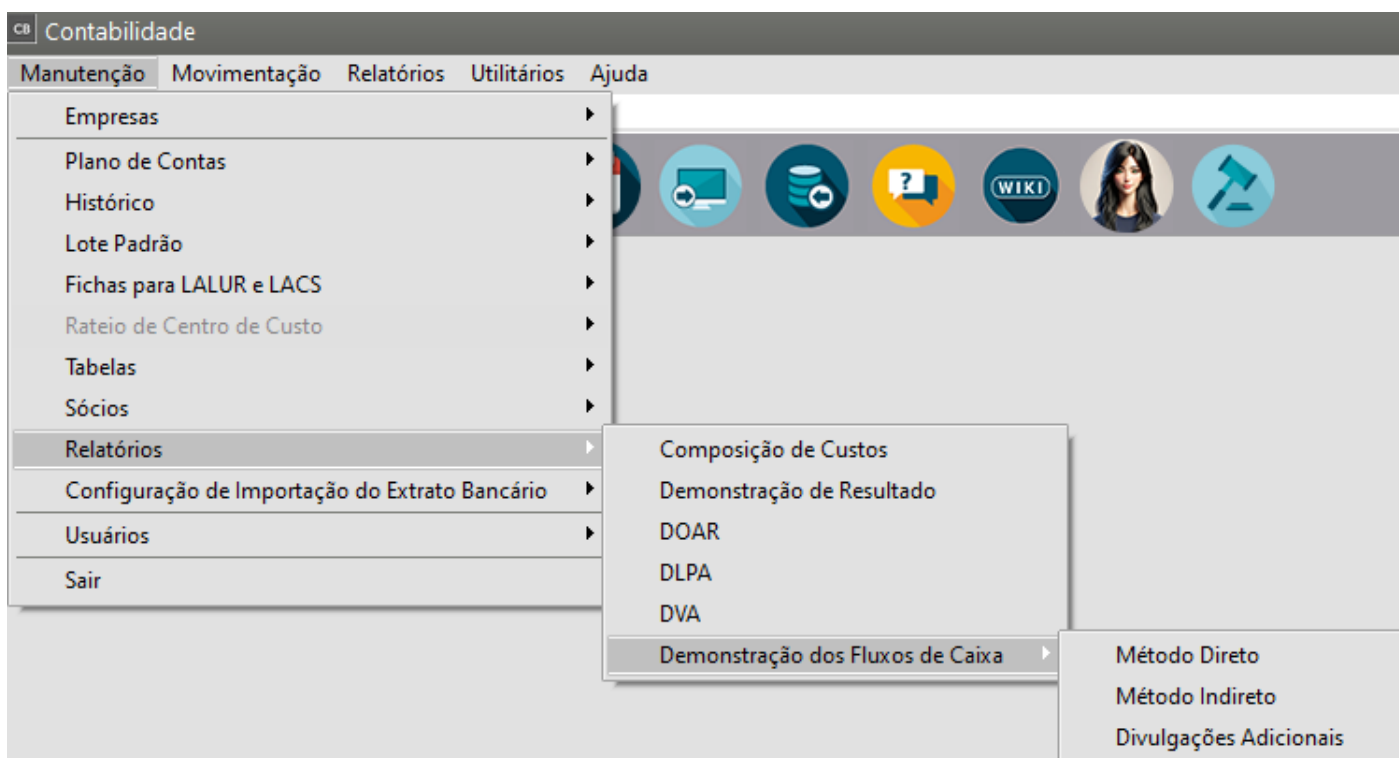 CB Contabilidade
Manutenção Movimentação Relatórios Utilitários Ajuda
Empresas
Plano de Contas
Histórico
Lote Padrão
Fichas para LALUR e LACS
Rateio de Centro de Custo
Tabelas
Sócios
Relatórios
Configuração de Importação do Extrato Bancário
Usuários
Sair
?
WIKI
Composição de Custos
Demonstração de Resultado
DOAR
DLPA
DVA
Demonstração dos Fluxos de Caixa
Método Direto
Método Indireto
Divulgações Adicionais